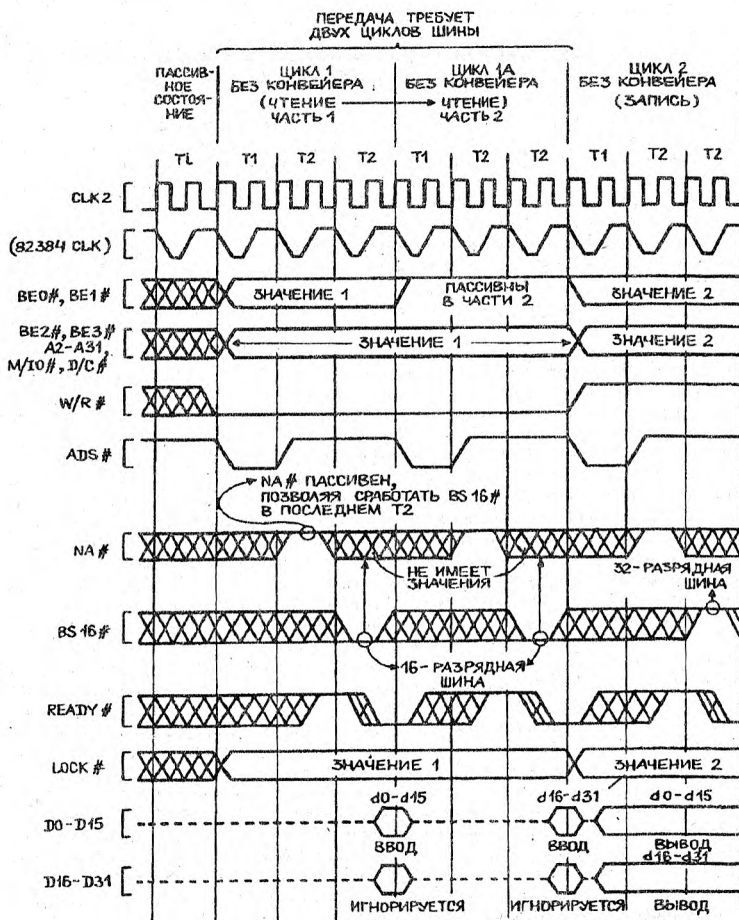 ПЕРЕДАЧА ТРЕБУЕТ
ДВУХ ЦИКЛОВ ШИНЫ
ПАССИВ-
НОЕ
СОСТОЯ-
НИЕ
ЦИКЛ 1
БЕЗ КОНВЕЙЕРА
(ЧТЕНИЕ
ЧАСТЬ 1
ЦИКЛ 1А
БЕЗ КОНВЕЙЕРА
ЧТЕНИЕ)
ЧАСТЬ 2
ЦИКЛ 2
БЕЗ КОНВЕЙЕРА
(ЗАПИСЬ)
Ti T1 T2 T2 T1 T2 T2 T1 T2 T2
CLK2
(82384 CLK)
BE0#, BE1#
ЗНАЧЕНИЕ 1
ПАССИВНЫ
В ЧАСТИ 2
ЗНАЧЕНИЕ 2
BE2#, BE3#
A2-A31,
M/IO#, D/C#
ЗНАЧЕНИЕ 1
ЗНАЧЕНИЕ 2
W/R#
ADS#
NA# ПАССИВЕН,
ПОЗВОЛЯЯ СРАБОТАТЬ BS16#
В ПОСЛЕДНЕМ T2
NA#
НЕ ИМЕЕТ
ЗНАЧЕНИЯ
32-РАЗРЯДНАЯ
ШИНА
BS16#
16-РАЗРЯДНАЯ
ШИНА
READY#
LOCK#
ЗНАЧЕНИЕ 1
ЗНАЧЕНИЕ 2
D0-D15
d0-d15
ВВОД
d16-d31
ВВОД
d0-d15
ВЫВОД
D16-D31
ИГНОРИРУЕТСЯ
ИГНОРИРУЕТСЯ
d16-d31
ВЫВОД